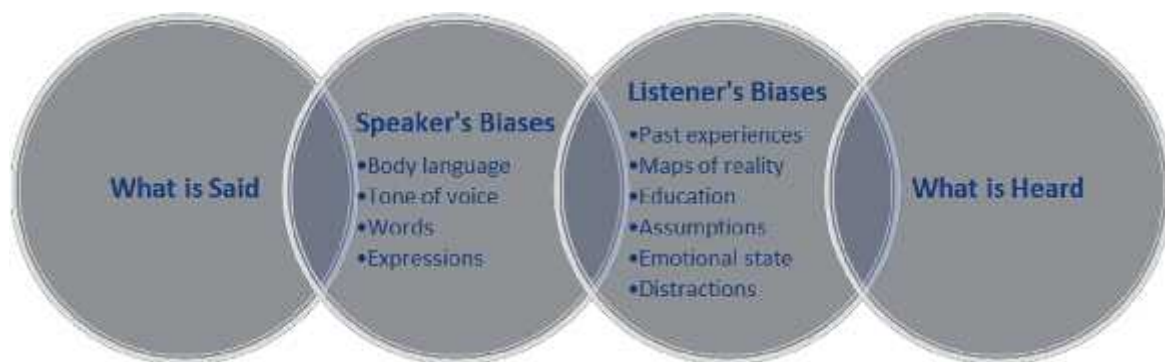 What is Said
Speaker's Biases
•Body language
•Tone of voice
•Words
•Expressions
Listener's Biases
•Past experiences
•Maps of reality
•Education
•Assumptions
•Emotional state
•Distractions
What is Heard